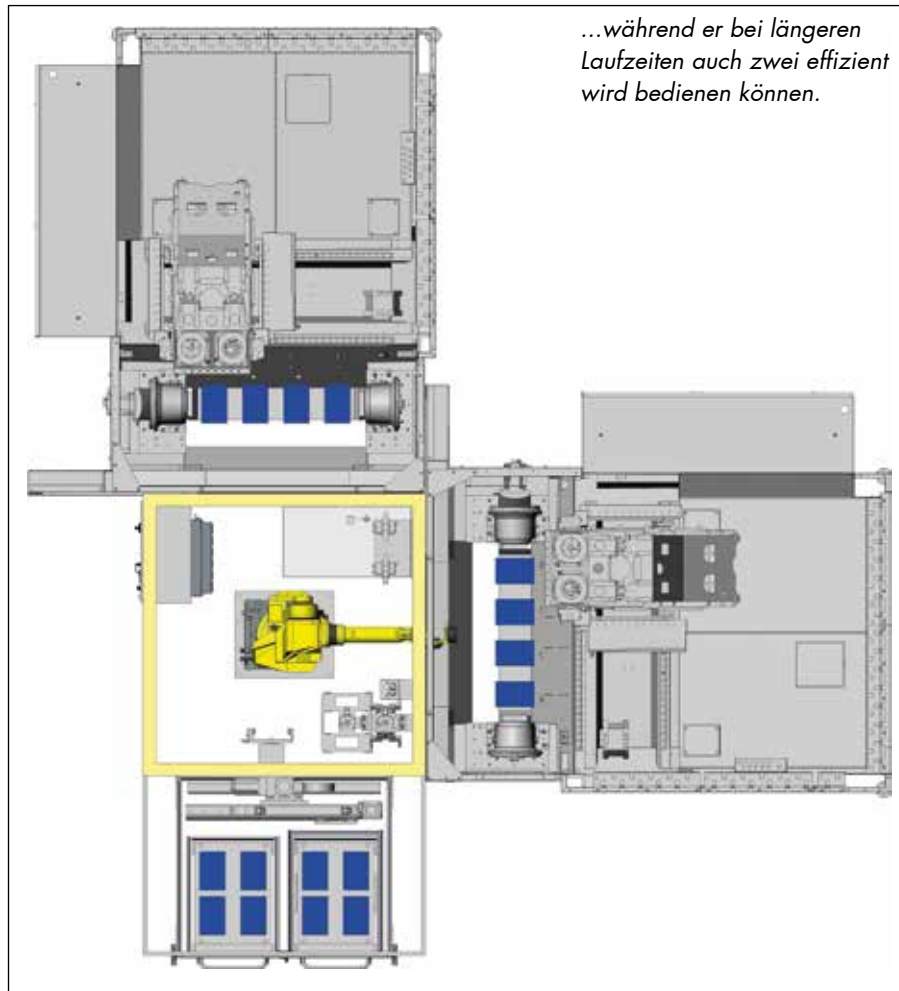 ...während er bei längeren
Laufzeiten auch zwei effizient
wird bedienen können.